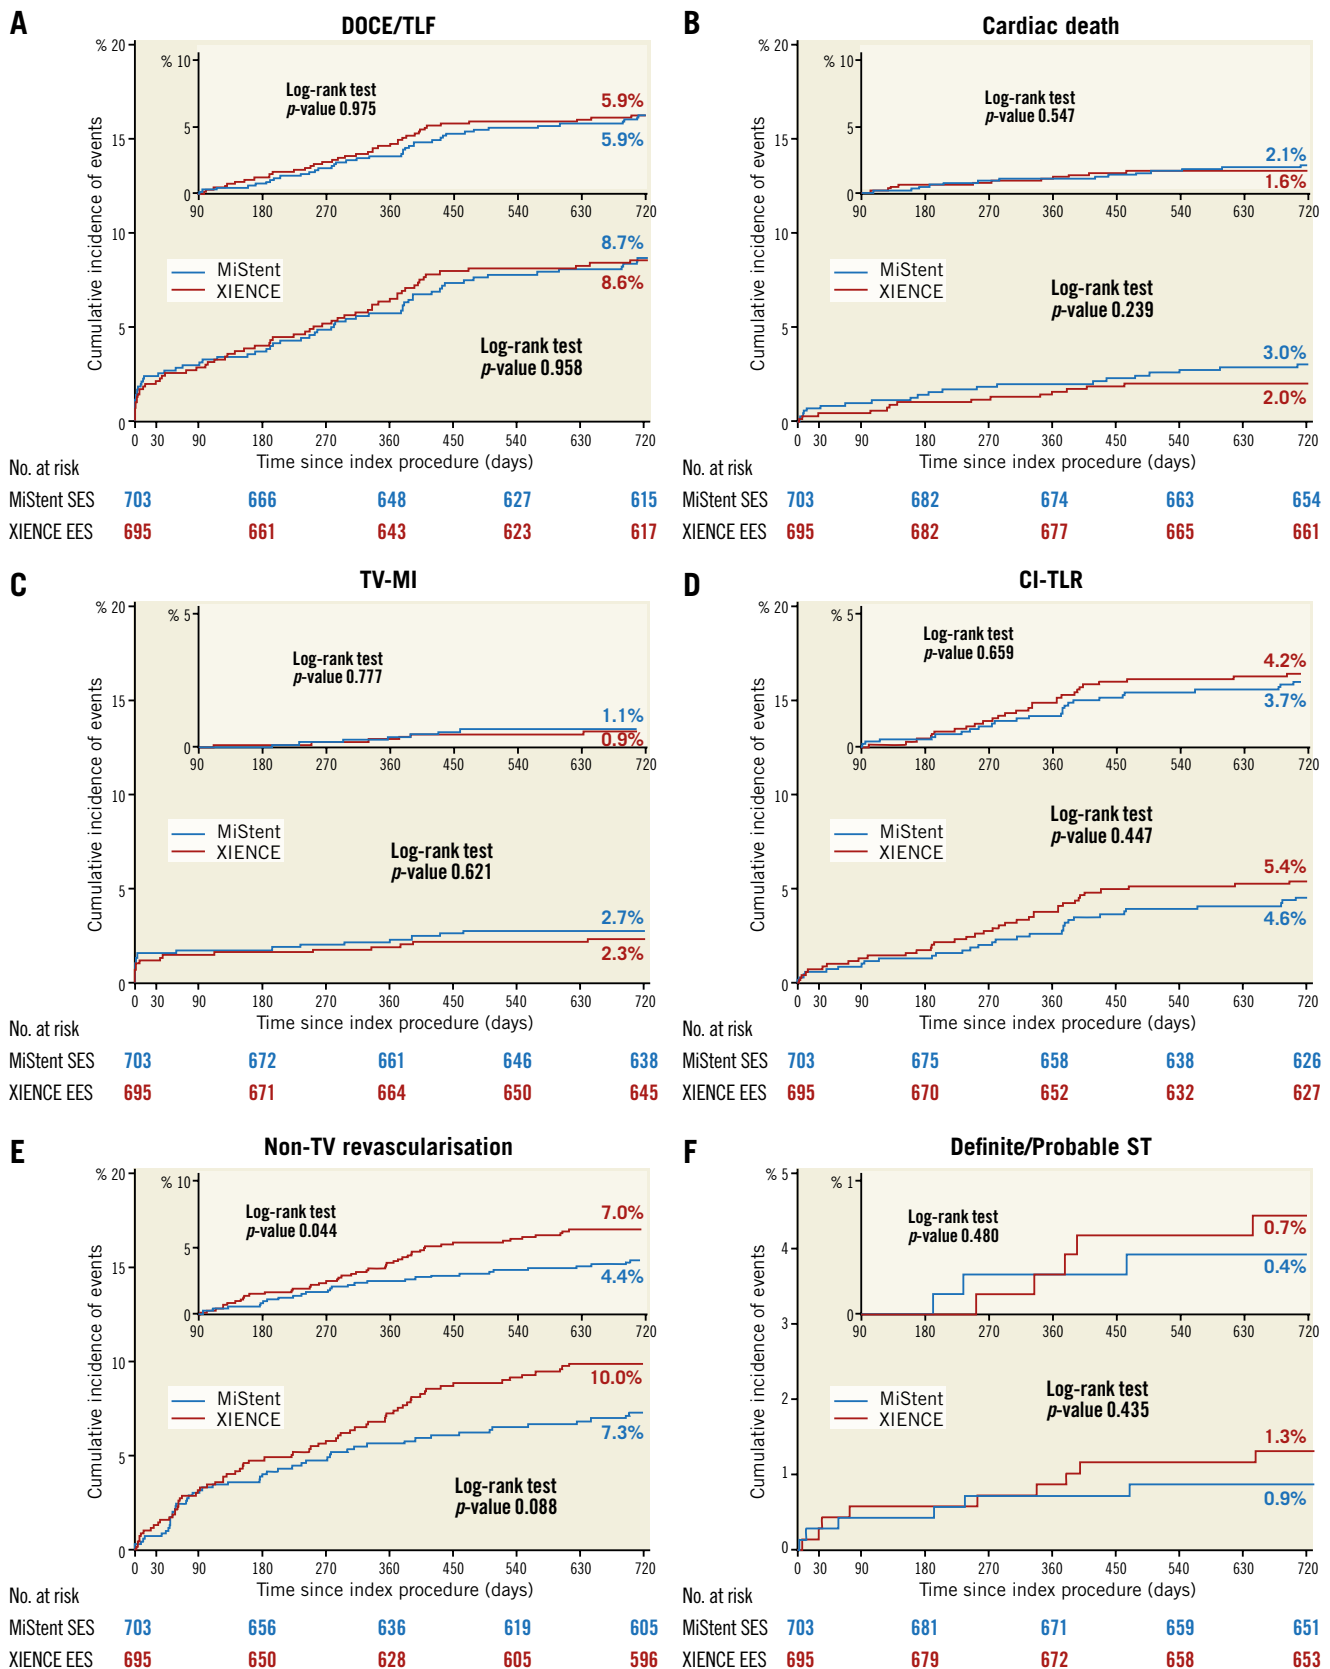 A
DOCE/TLF
% 20
15
10
5
0
Cumulative incidence of events
% 10
5
0
Log-rank test
p-value 0.975
5.9%
5.9%
90 180 270 360 450 540 630 720
8.7%
MiStent
XIENCE
8.6%
Log-rank test
p-value 0.958
0 30 90 180 270 360 450 540 630 720
Time since index procedure (days)
No. at risk
MiStent SES 703 666 648 627 615
XIENCE EES 695 661 643 623 617
B
Cardiac death
% 20
15
10
5
0
Cumulative incidence of events
% 10
5
0
Log-rank test
p-value 0.547
2.1%
1.6%
90 180 270 360 450 540 630 720
MiStent
XIENCE
Log-rank test
p-value 0.239
3.0%
2.0%
0 30 90 180 270 360 450 540 630 720
Time since index procedure (days)
No. at risk
MiStent SES 703 682 674 663 654
XIENCE EES 695 682 677 665 661
C
TV-MI
% 20
15
10
5
0
Cumulative incidence of events
% 5
0
Log-rank test
p-value 0.777
1.1%
0.9%
90 180 270 360 450 540 630 720
MiStent
XIENCE
Log-rank test
p-value 0.621
2.7%
2.3%
0 30 90 180 270 360 450 540 630 720
Time since index procedure (days)
No. at risk
MiStent SES 703 672 661 646 638
XIENCE EES 695 671 664 650 645
D
CI-TLR
% 20
15
10
5
0
Cumulative incidence of events
% 5
0
Log-rank test
p-value 0.659
4.2%
3.7%
90 180 270 360 450 540 630 720
MiStent
XIENCE
Log-rank test
p-value 0.447
5.4%
4.6%
0 30 90 180 270 360 450 540 630 720
Time since index procedure (days)
No. at risk
MiStent SES 703 675 658 638 626
XIENCE EES 695 670 652 632 627
E
Non-TV revascularisation
% 20
15
10
5
0
Cumulative incidence of events
% 10
5
0
Log-rank test
p-value 0.044
7.0%
4.4%
90 180 270 360 450 540 630 720
MiStent
XIENCE
10.0%
7.3%
Log-rank test
p-value 0.088
0 30 90 180 270 360 450 540 630 720
Time since index procedure (days)
No. at risk
MiStent SES 703 656 636 619 605
XIENCE EES 695 650 628 605 596
F
Definite/Probable ST
% 5
4
3
2
1
0
Cumulative incidence of events
% 1
0
Log-rank test
p-value 0.480
0.7%
0.4%
90 180 270 360 450 540 630 720
MiStent
XIENCE
Log-rank test
p-value 0.435
1.3%
0.9%
0 30 90 180 270 360 450 540 630 720
Time since index procedure (days)
No. at risk
MiStent SES 703 681 671 659 651
XIENCE EES 695 679 672 658 653